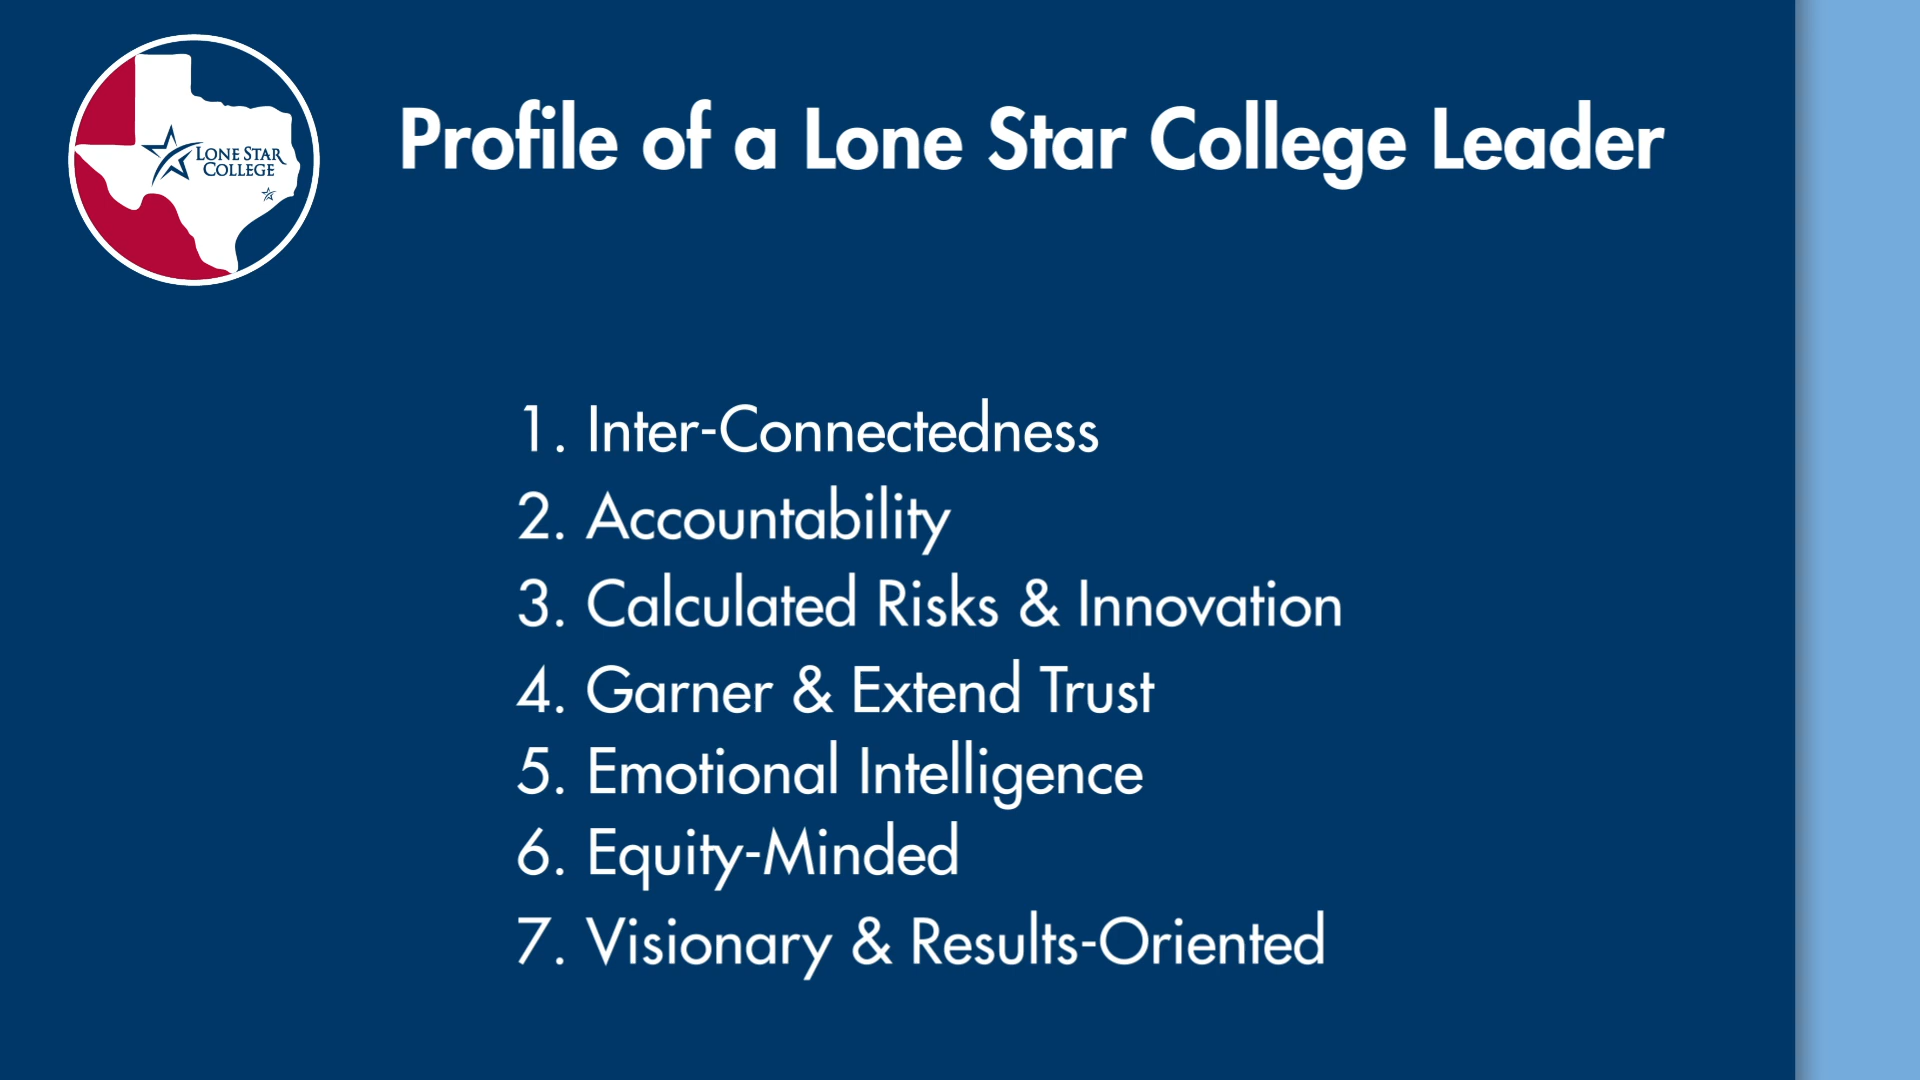 LONE STAR
COLLEGE
Profile of a Lone Star College Leader
1. Inter-Connectedness
2. Accountability
3. Calculated Risks & Innovation
4. Garner & Extend Trust
5. Emotional Intelligence
6. Equity-Minded
7. Visionary & Results-Oriented